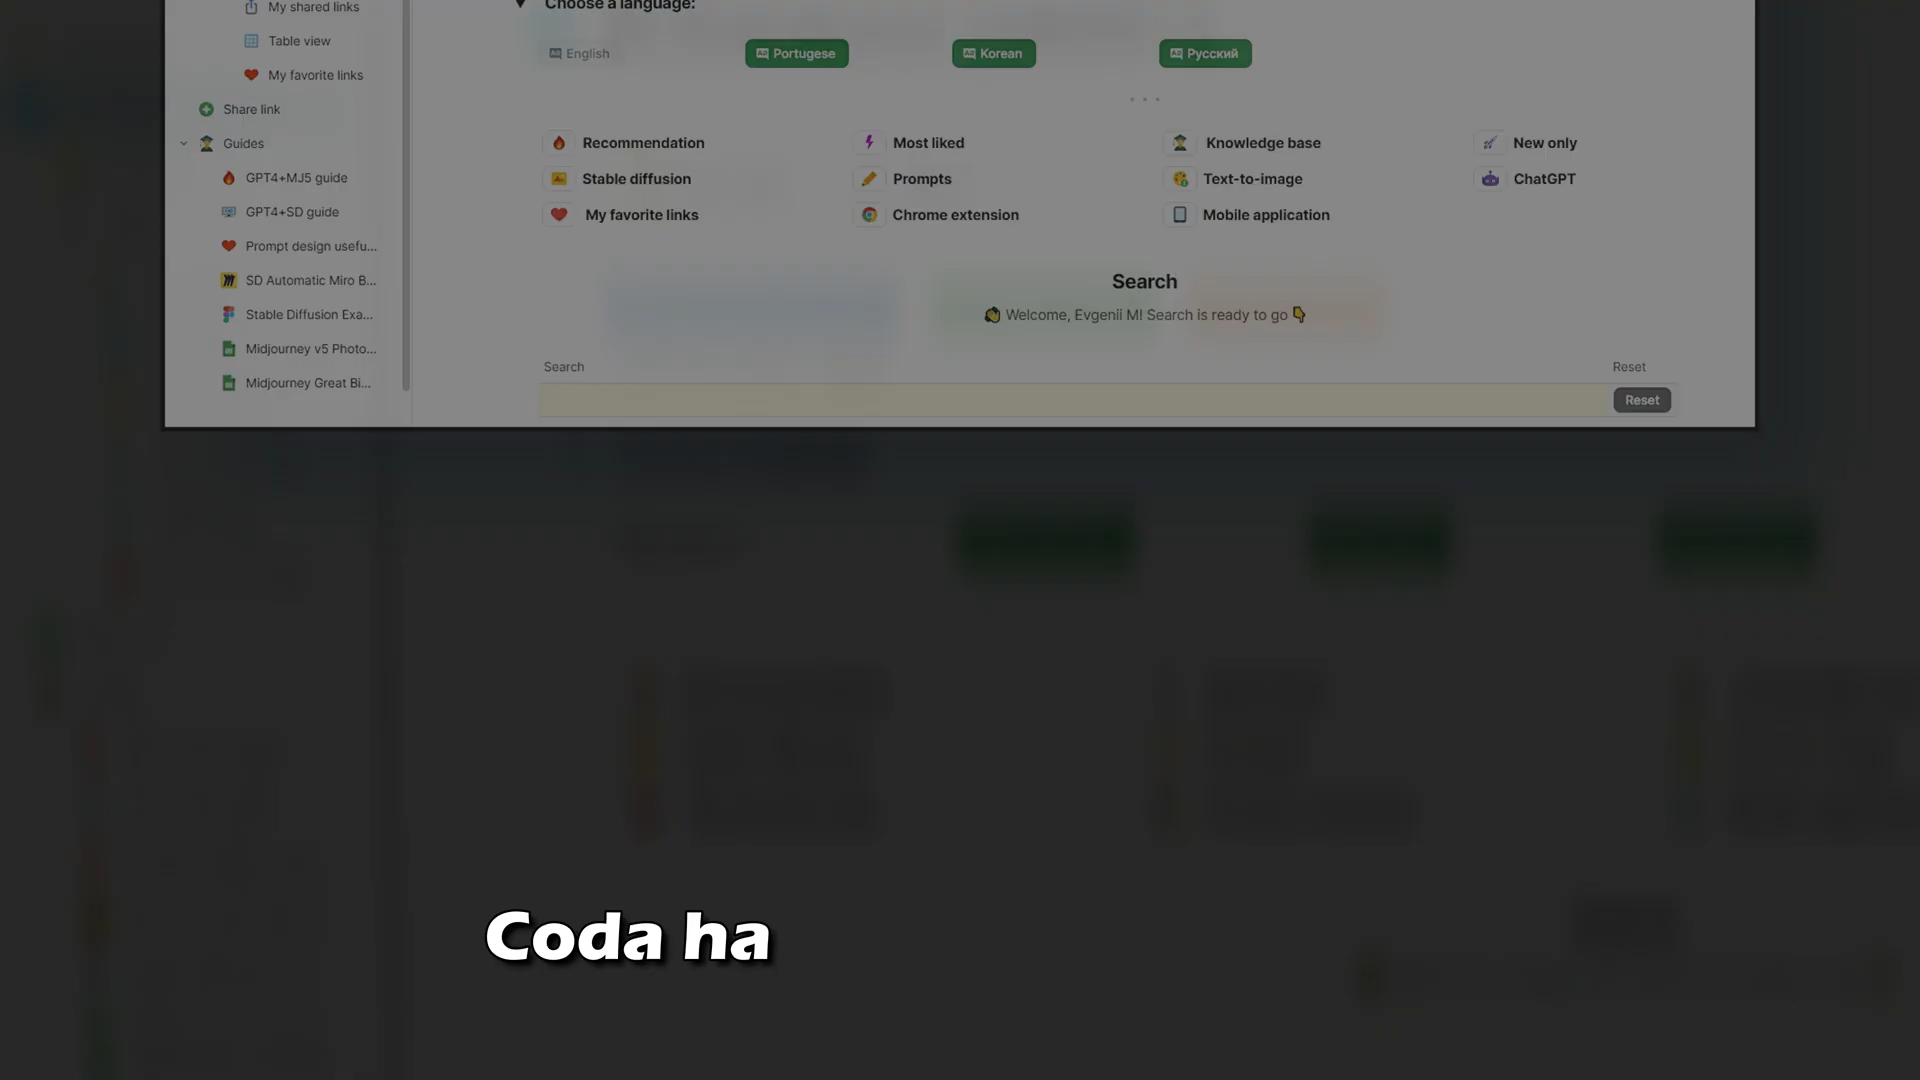 My shared links
Table view
My favorite links
Share link
Guides
GPT4+MJ5 guide
GPT4+SD guide
Prompt design usefu...
SD Automatic Miro B...
Stable Diffusion Exa...
Midjourney v5 Photo...
Midjourney Great Bi...
Choose a language:
English
Portugese
Korean
Русский
Recommendation
Most liked
Knowledge base
New only
Stable diffusion
Prompts
Text-to-image
ChatGPT
My favorite links
Chrome extension
Mobile application
Search
Welcome, Evgenii M! Search is ready to go
Search
Reset
Reset
Coda ha